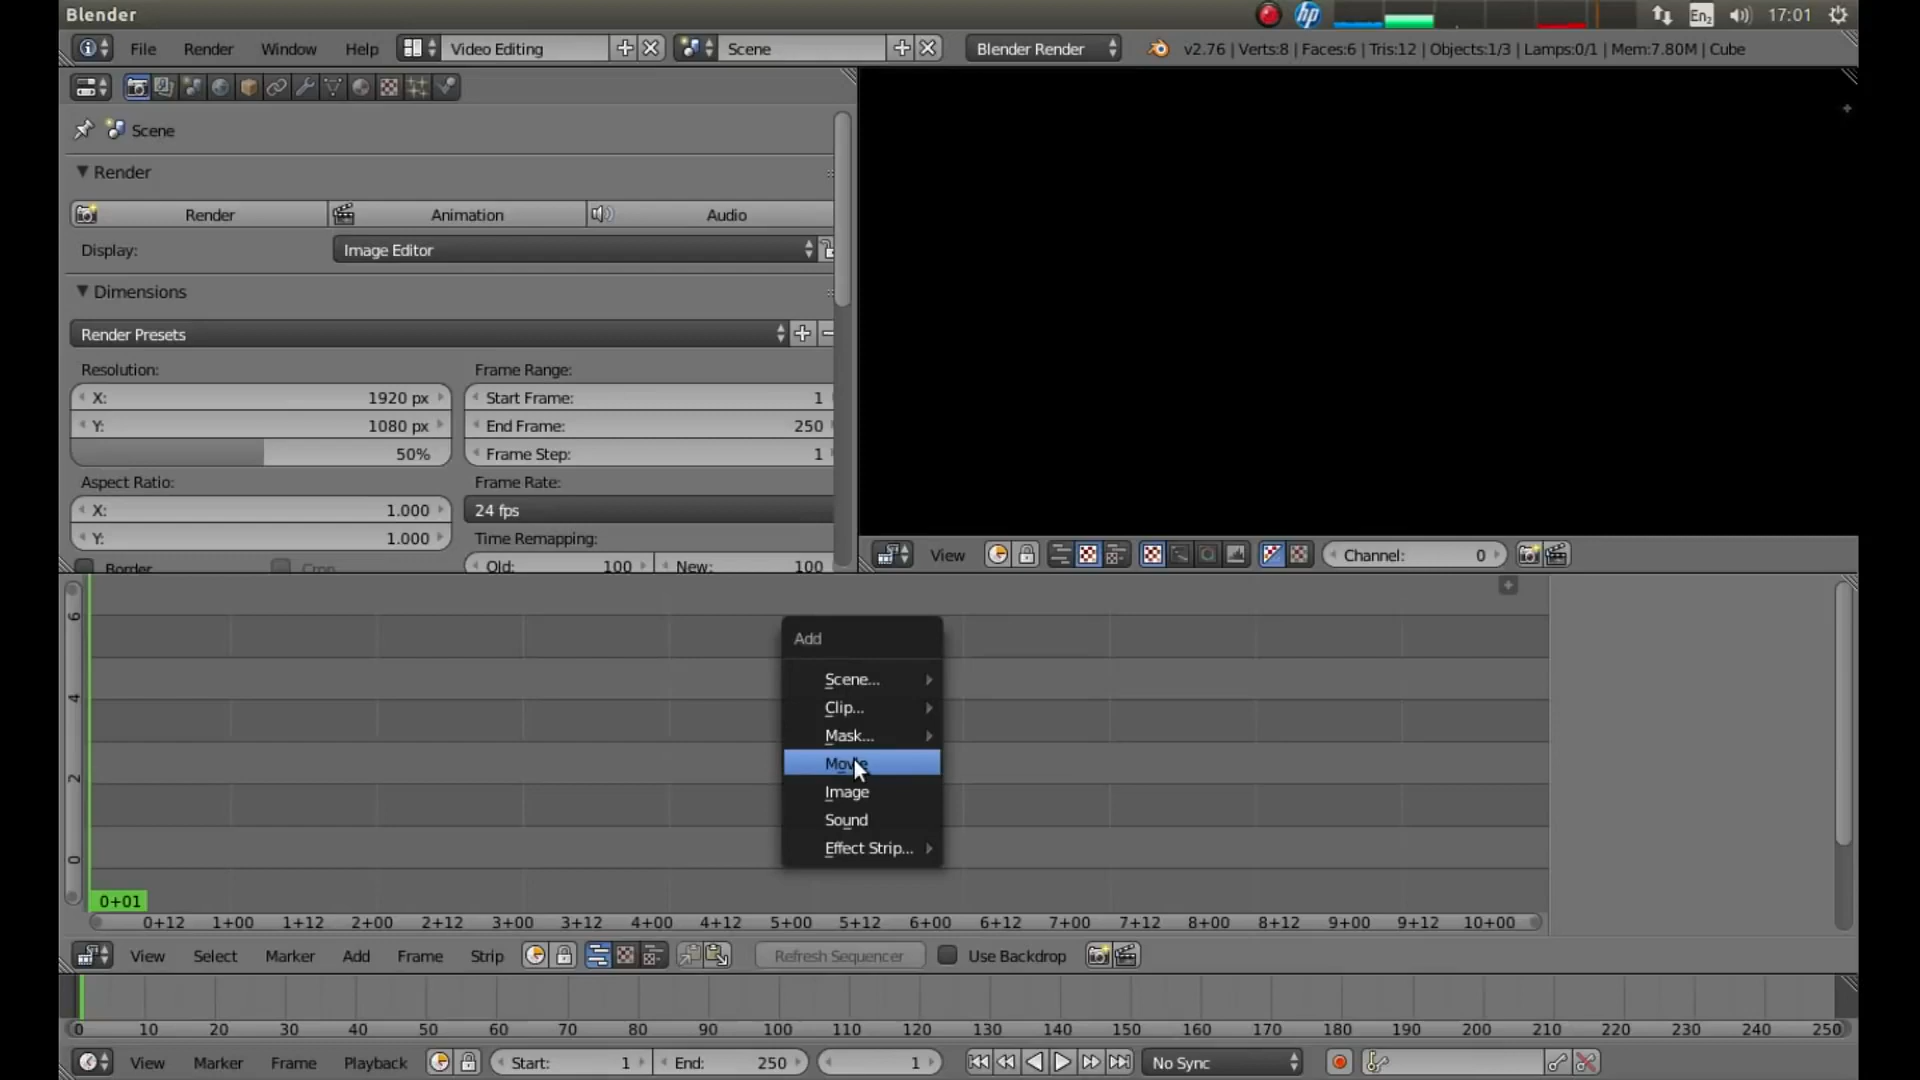 Blender
hp
En2
17:01
File Render Window Help Video Editing Scene Blender Render v2.76 | Verts:8 | Faces:6 | Tris:12 | Objects:1/3 | Lamps:0/1 | Mem:7.80M | Cube
Scene
Render
Render Animation Audio
Display: Image Editor
Dimensions
Render Presets
Resolution: Frame Range:
X: 1920 px Start Frame: 1
Y: 1080 px End Frame: 250
50% Frame Step: 1
Aspect Ratio: Frame Rate:
X: 1.000 24 fps
Y: 1.000 Time Remapping:
Border Crop Old: 100 New: 100
View Channel: 0
6
4
2
0
Add
Scene...
Clip...
Mask...
Movie
Image
Sound
Effect Strip...
0+01
0+12 1+00 1+12 2+00 2+12 3+00 3+12 4+00 4+12 5+00 5+12 6+00 6+12 7+00 7+12 8+00 8+12 9+00 9+12 10+00
View Select Marker Add Frame Strip Refresh Sequencer Use Backdrop
0 10 20 30 40 50 60 70 80 90 100 110 120 130 140 150 160 170 180 190 200 210 220 230 240 250
View Marker Frame Playback Start: 1 End: 250 1 No Sync